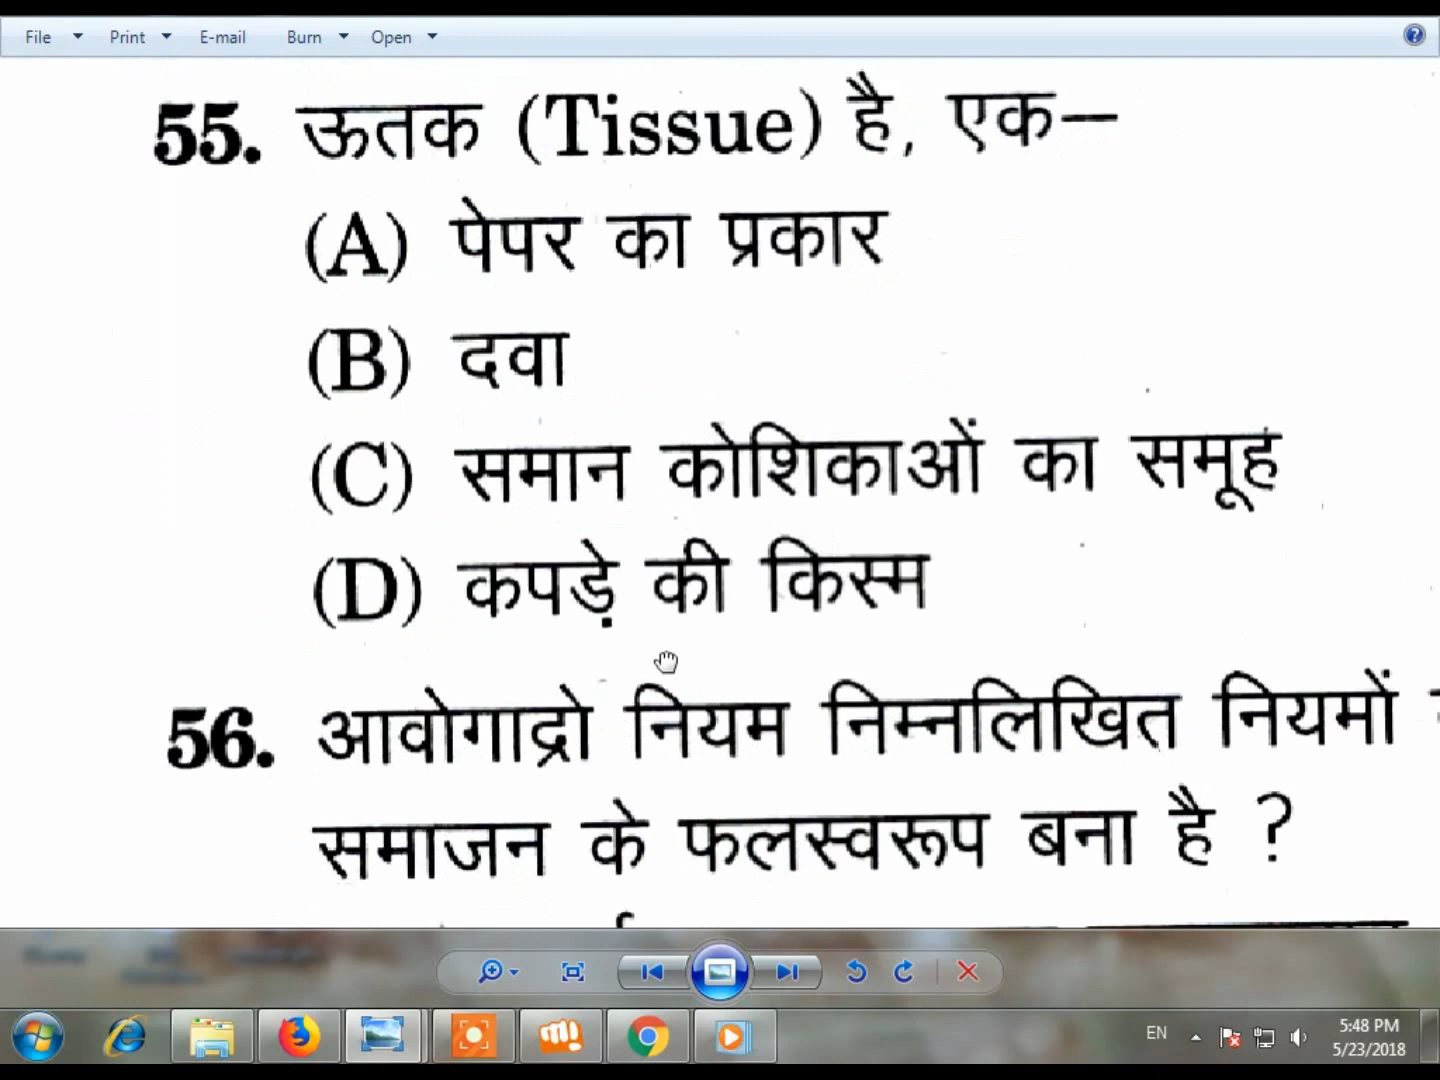 File Print E-mail Burn Open
55. ऊतक (Tissue) है, एक—
(A) पेपर का प्रकार
(B) दवा
(C) समान कोशिकाओं का समूह
(D) कपड़े की किस्म
56. आवोगाद्रो नियम निम्नलिखित नियमों
समाजन के फलस्वरूप बना है ?
EN
5:48 PM
5/23/2018